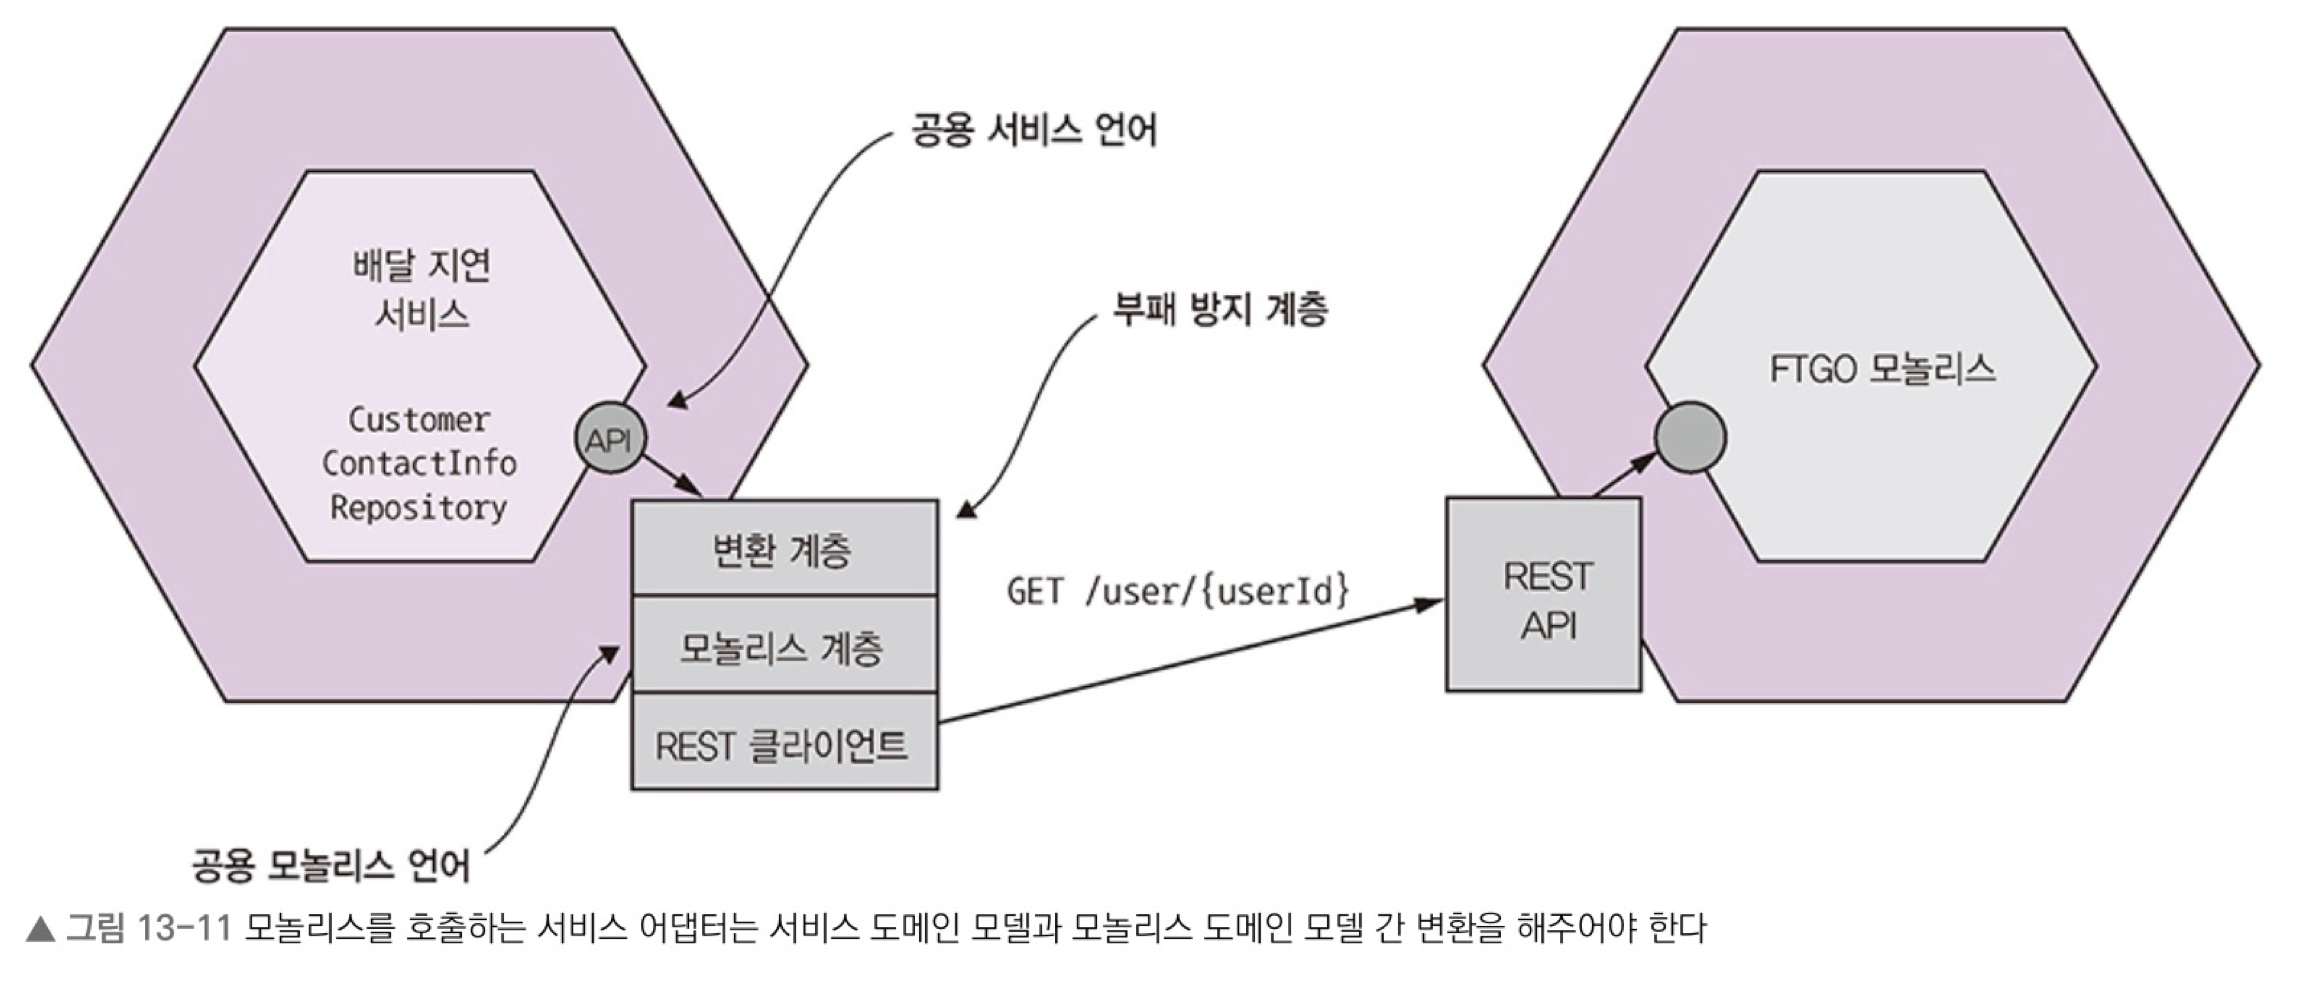 공용 서비스 언어
배달 지연
서비스
부패 방지 계층
FTGO 모놀리스
Customer
ContactInfo
Repository
API
변환 계층
GET /user/{userId}
REST
API
모놀리스 계층
REST 클라이언트
공용 모놀리스 언어
▲ 그림 13-11 모놀리스를 호출하는 서비스 어댑터는 서비스 도메인 모델과 모놀리스 도메인 모델 간 변환을 해주어야 한다